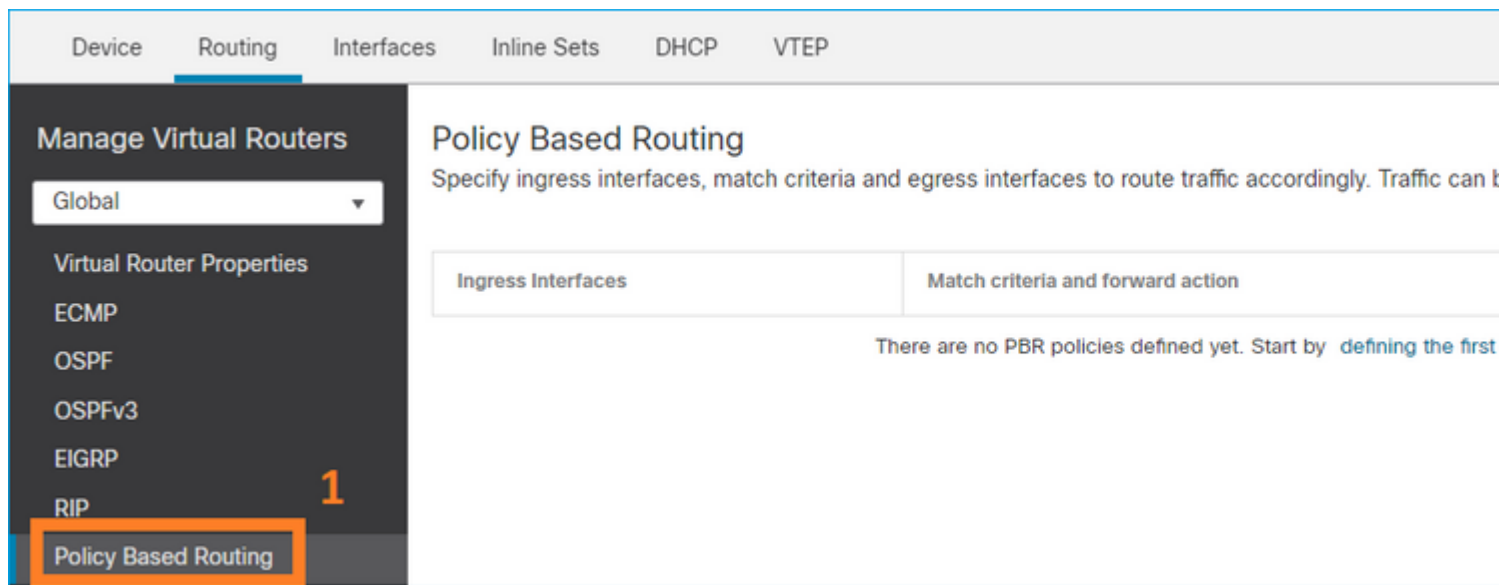 Device Routing Interfaces Inline Sets DHCP VTEP
Manage Virtual Routers
Global
Virtual Router Properties
ECMP
OSPF
OSPFv3
EIGRP
RIP
1
Policy Based Routing
Policy Based Routing
Specify ingress interfaces, match criteria and egress interfaces to route traffic accordingly. Traffic can
Ingress Interfaces Match criteria and forward action
There are no PBR policies defined yet. Start by defining the first